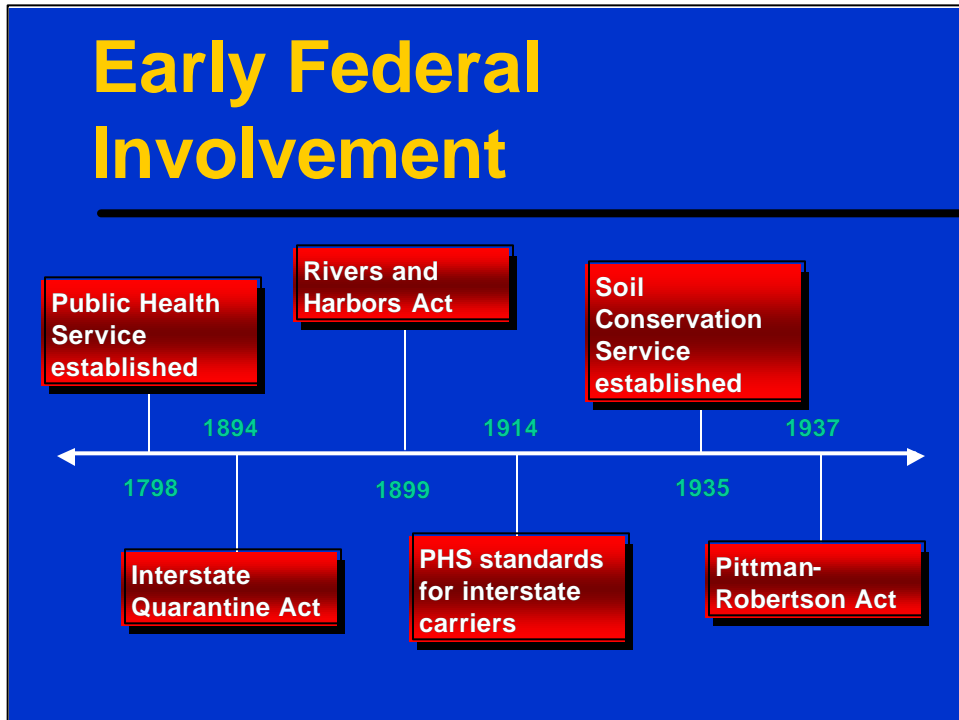 Early Federal
Involvement
Public Health
Service
established
Rivers and
Harbors Act
Soil
Conservation
Service
established
1894
1914
1937
1798
1899
1935
Interstate
Quarantine Act
PHS standards
for interstate
carriers
Pittman-
Robertson Act